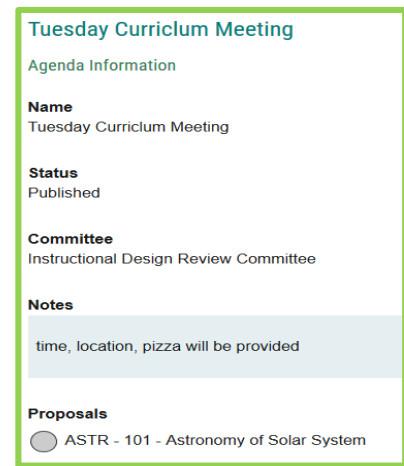 Tuesday Curriclum Meeting
Agenda Information
Name
Tuesday Curriclum Meeting
Status
Published
Committee
Instructional Design Review Committee
Notes
time, location, pizza will be provided
Proposals
ASTR - 101 - Astronomy of Solar System